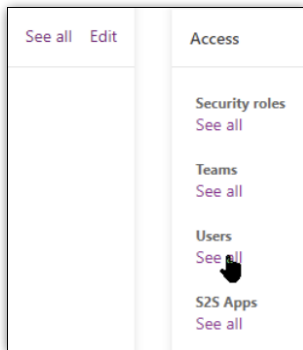 See all Edit
Access
Security roles
See all
Teams
See all
Users
See all
S2S Apps
See all